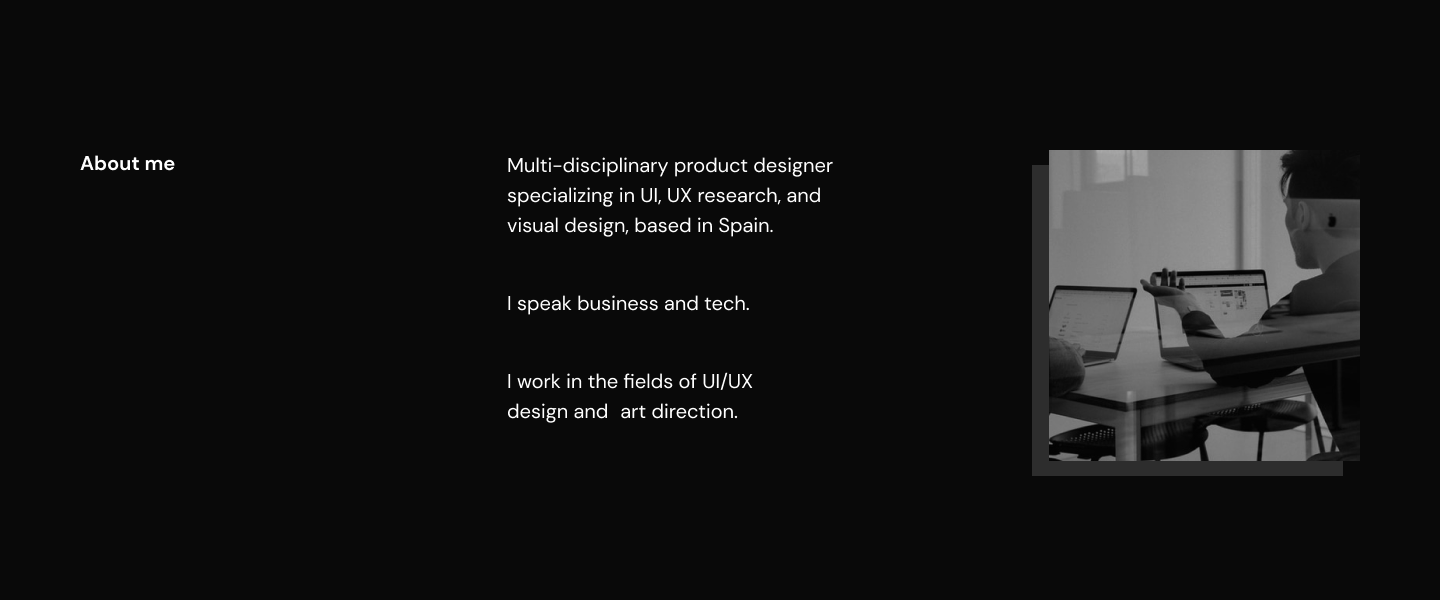 About me
Multi-disciplinary product designer
specializing in UI, UX research, and
visual design, based in Spain.
I speak business and tech.
I work in the fields of UI/UX
design and  art direction.